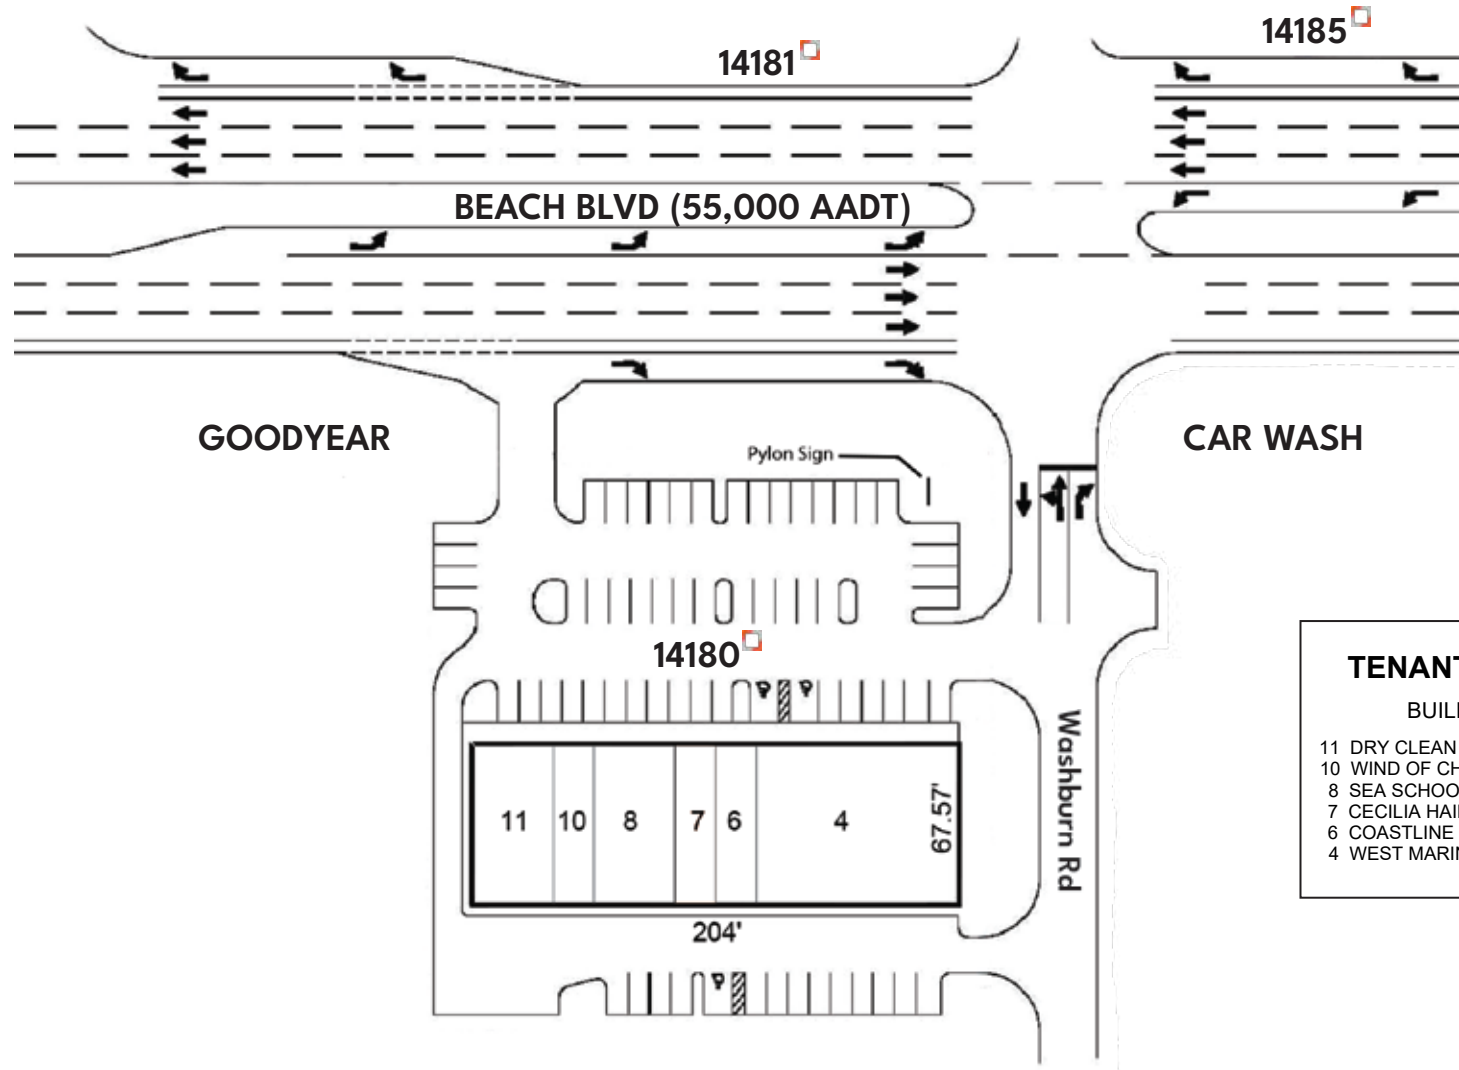 14185
14181
BEACH BLVD (55,000 AADT)
GOODYEAR
CAR WASH
Pylon Sign
14180
TENANT
BUIL
11 DRY CLEAN
10 WIND OF CH
8 SEA SCHOO
7 CECILIA HAI
6 COASTLINE
4 WEST MARI
Washburn Rd
11 10 8 7 6 4
67.57'
204'